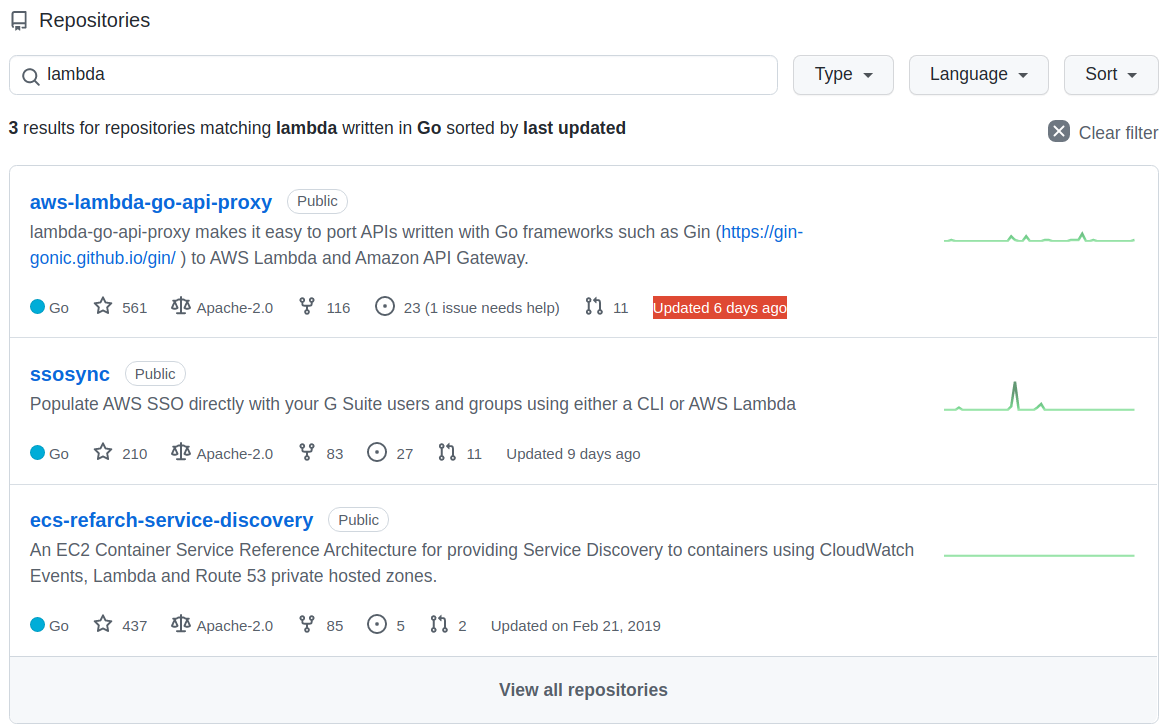 Repositories
lambda
Type
Language
Sort
3 results for repositories matching lambda written in Go sorted by last updated
Clear filter
aws-lambda-go-api-proxy Public
lambda-go-api-proxy makes it easy to port APIs written with Go frameworks such as Gin (https://gin-
gonic.github.io/gin/ ) to AWS Lambda and Amazon API Gateway.
Go 561 Apache-2.0 116 23 (1 issue needs help) 11 Updated 6 days ago
ssosync Public
Populate AWS SSO directly with your G Suite users and groups using either a CLI or AWS Lambda
Go 210 Apache-2.0 83 27 11 Updated 9 days ago
ecs-refarch-service-discovery Public
An EC2 Container Service Reference Architecture for providing Service Discovery to containers using CloudWatch
Events, Lambda and Route 53 private hosted zones.
Go 437 Apache-2.0 85 5 2 Updated on Feb 21, 2019
View all repositories